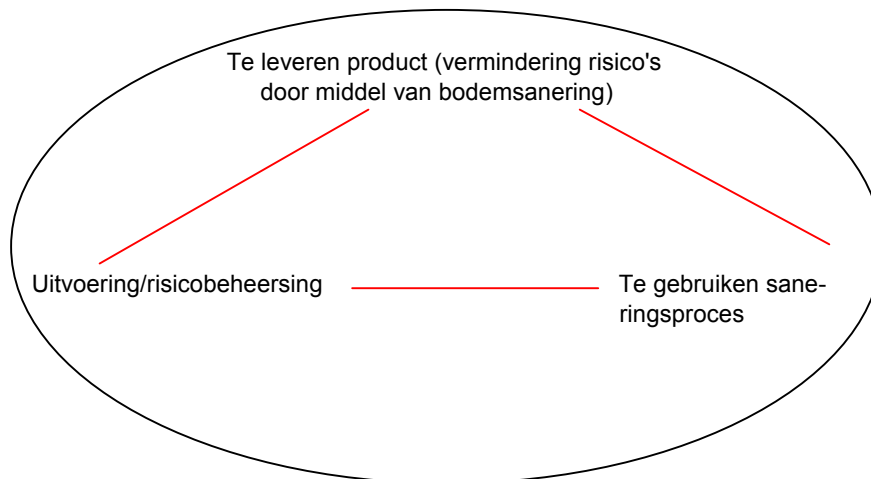 Te leveren product (vermindering risico's
door middel van bodemsanering)
Uitvoering/risicobeheersing
Te gebruiken sane-
ringsproces